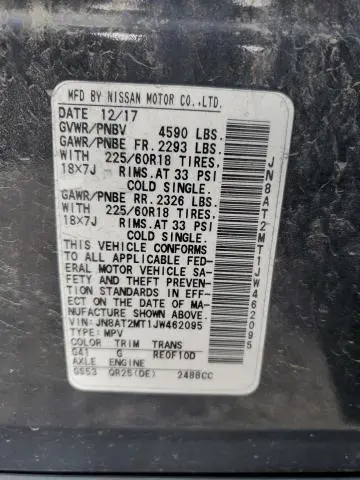 MFD BY NISSAN MOTOR CO.,LTD.
DATE 12/17
GVWR/PNBV 4590 LBS.
GAWR/PNBE FR. 2293 LBS.
WITH 225/60R18 TIRES,
18X7J RIMS.AT 33 PSI
COLD SINGLE.
GAWR/PNBE RR. 2326 LBS.
WITH 225/60R18 TIRES,
18X7J RIMS.AT 33 PSI
COLD SINGLE.
THIS VEHICLE CONFORMS
TO ALL APPLICABLE FED-
ERAL MOTOR VEHICLE SA-
FETY AND THEFT PREVEN-
TION STANDARDS IN EFF-
ECT ON THE DATE OF MA-
NUFACTURE SHOWN ABOVE.
VIN:JN8AT2MT1JW462095
TYPE: MPV
COLOR TRIM TRANS
G41 G RE0F10D
AXLE ENGINE
GS53 QR25(DE) 2488CC
JN8AT2MT1JW462095